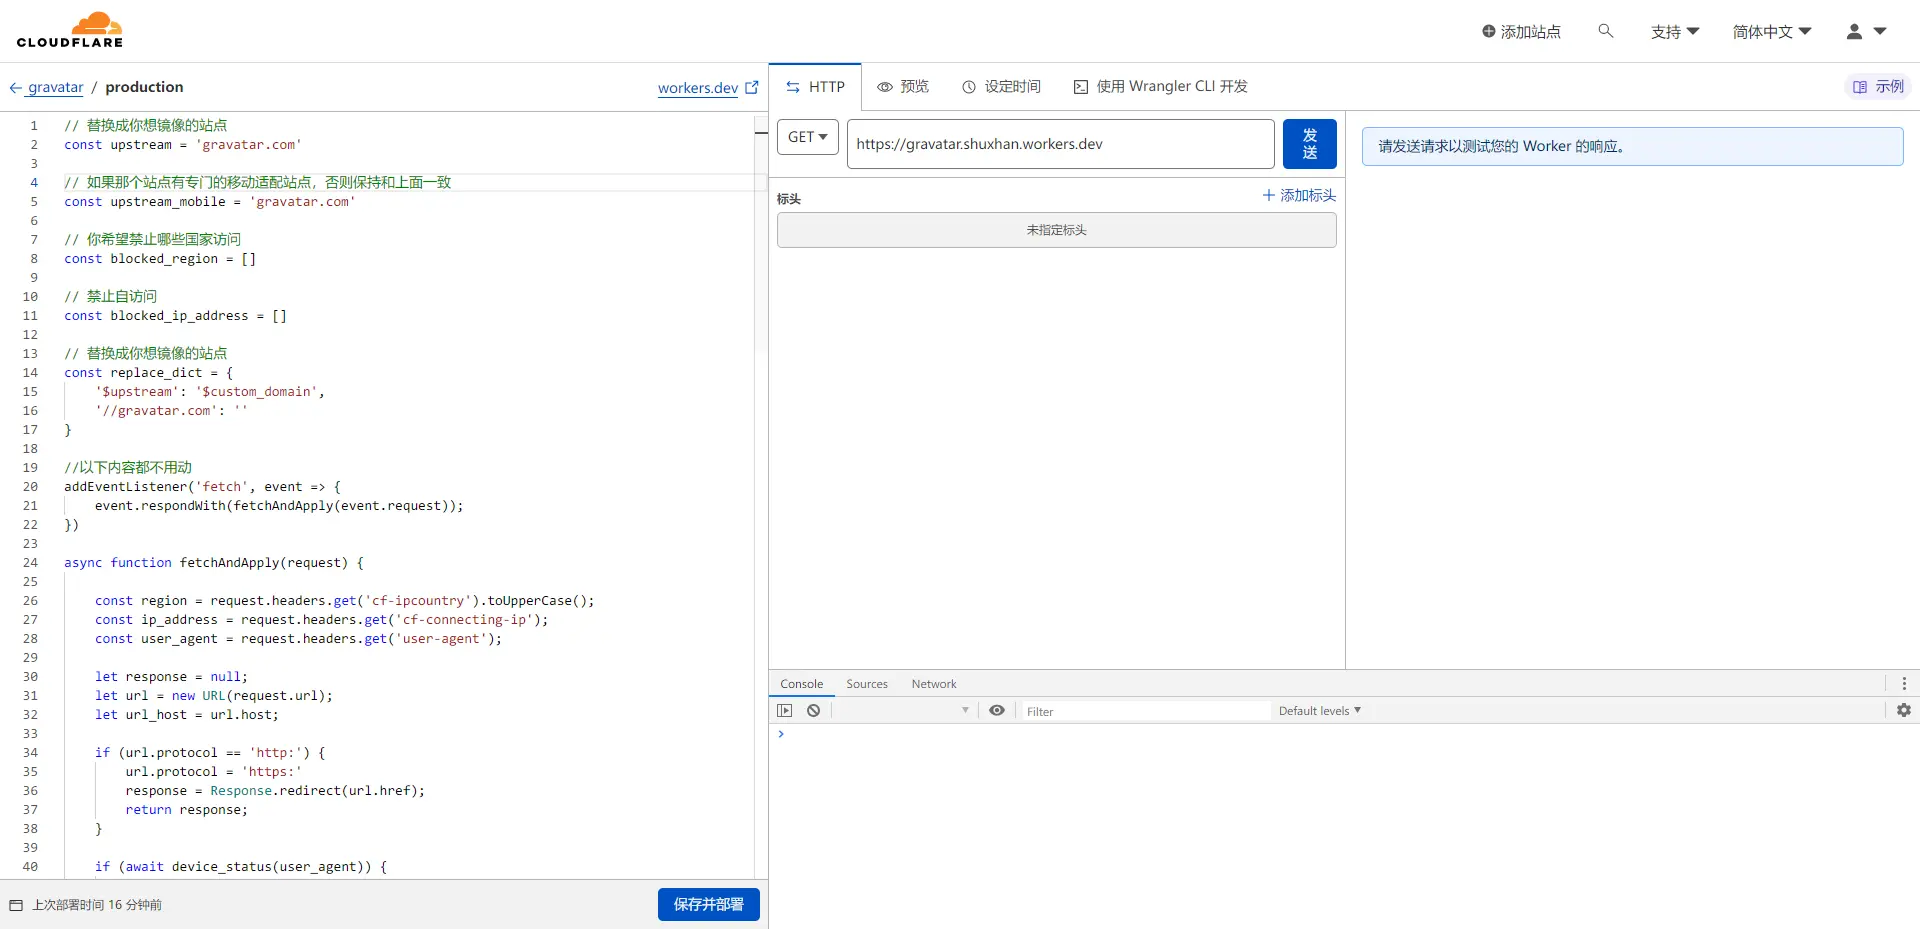 CLOUDFLARE
添加站点
支持
简体中文
gravatar / production
workers.dev
HTTP
预览
设定时间
使用 Wrangler CLI 开发
示例
1 // 替换成你想镜像的站点
2 const upstream = 'gravatar.com'
3
4 // 如果那个站点有专门的移动适配站点，否则保持和上面一致
5 const upstream_mobile = 'gravatar.com'
6
7 // 你希望禁止哪些国家访问
8 const blocked_region = []
9
10 // 禁止自访问
11 const blocked_ip_address = []
12
13 // 替换成你想镜像的站点
14 const replace_dict = {
15 '$upstream': '$custom_domain',
16 '//gravatar.com': ''
17 }
18
19 //以下内容都不用动
20 addEventListener('fetch', event => {
21 event.respondWith(fetchAndApply(event.request));
22 })
23
24 async function fetchAndApply(request) {
25
26 const region = request.headers.get('cf-ipcountry').toUpperCase();
27 const ip_address = request.headers.get('cf-connecting-ip');
28 const user_agent = request.headers.get('user-agent');
29
30 let response = null;
31 let url = new URL(request.url);
32 let url_host = url.host;
33
34 if (url.protocol == 'http:') {
35 url.protocol = 'https:'
36 response = Response.redirect(url.href);
37 return response;
38 }
39
40 if (await device_status(user_agent)) {
上次部署时间 16 分钟前
保存并部署
GET
https://gravatar.shuxhan.workers.dev
发
送
标头
添加标头
未指定标头
请发送请求以测试您的 Worker 的响应。
Console
Sources
Network
Filter
Default levels